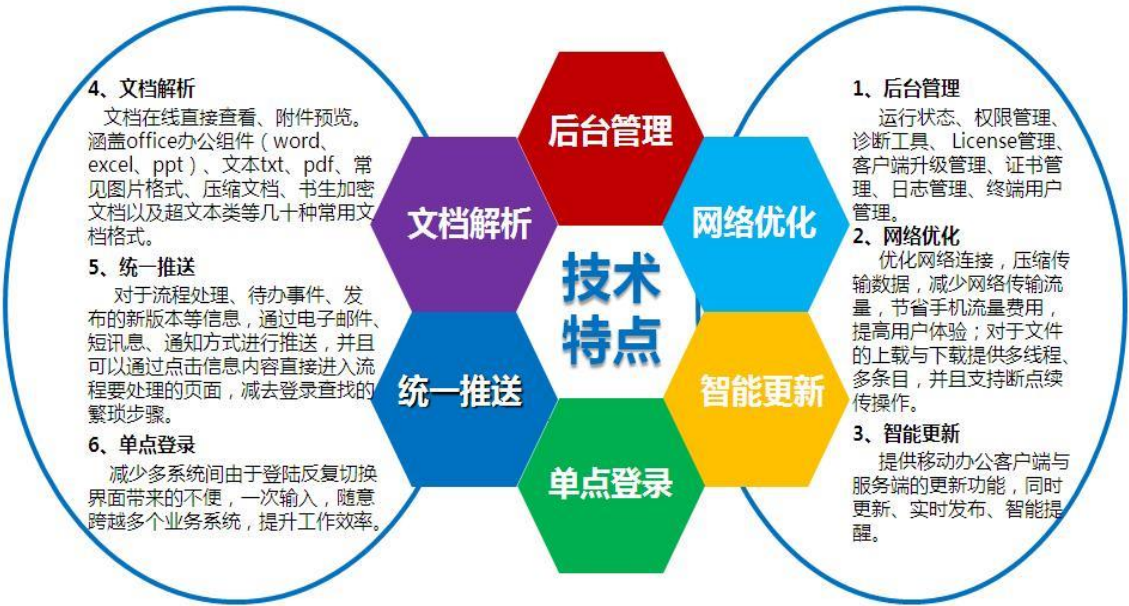 4、文档解析
文档在线直接查看、附件预览。
涵盖office办公组件（word、
excel、ppt）、文本txt、pdf、常
见图片格式、压缩文档、书生加密
文档以及超文本类等几十种常用文
档格式。
5、统一推送
对于流程处理、待办事件、发
布的新版本等信息，通过电子邮件、
短讯息、通知方式进行推送，并且
可以通过点击信息内容直接进入流
程要处理的页面，减去登录查找的
繁琐步骤。
6、单点登录
减少多系统间由于登陆反复切换
界面带来的不便，一次输入，随意
跨越多个业务系统，提升工作效率。
后台管理
文档解析
网络优化
技术
特点
统一推送
智能更新
单点登录
1、后台管理
运行状态、权限管理、
诊断工具、License管理、
客户端升级管理、证书管
理、日志管理、终端用户
管理。
2、网络优化
优化网络连接，压缩传
输数据，减少网络传输流
量，节省手机流量费用，
提高用户体验；对于文件
的上载与下载提供多线程、
多条目，并且支持断点续
传操作。
3、智能更新
提供移动办公客户端与
服务端的更新功能，同时
更新、实时发布、智能提
醒。